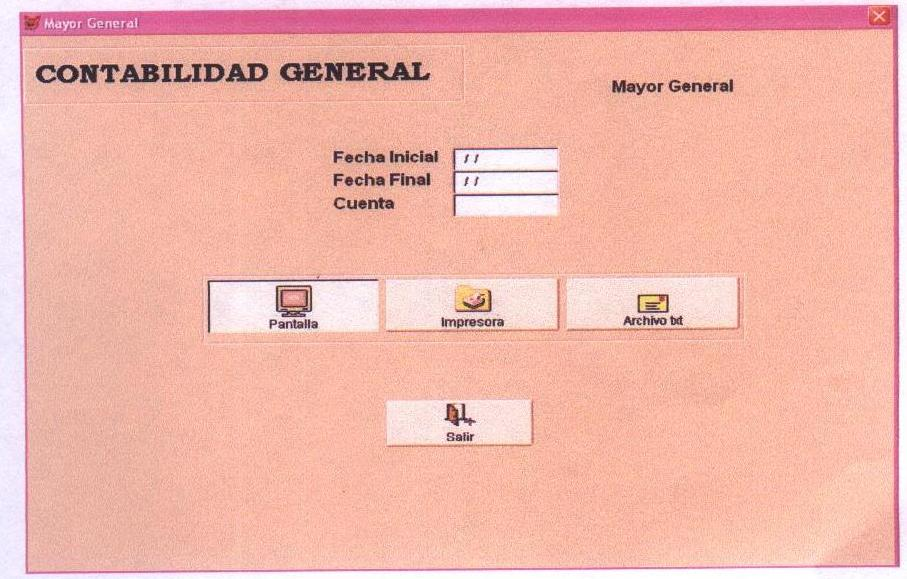 Mayor General
CONTABILIDAD GENERAL
Mayor General
Fecha Inicial / /
Fecha Final / /
Cuenta
Pantalla Impresora Archivo txt
Salir